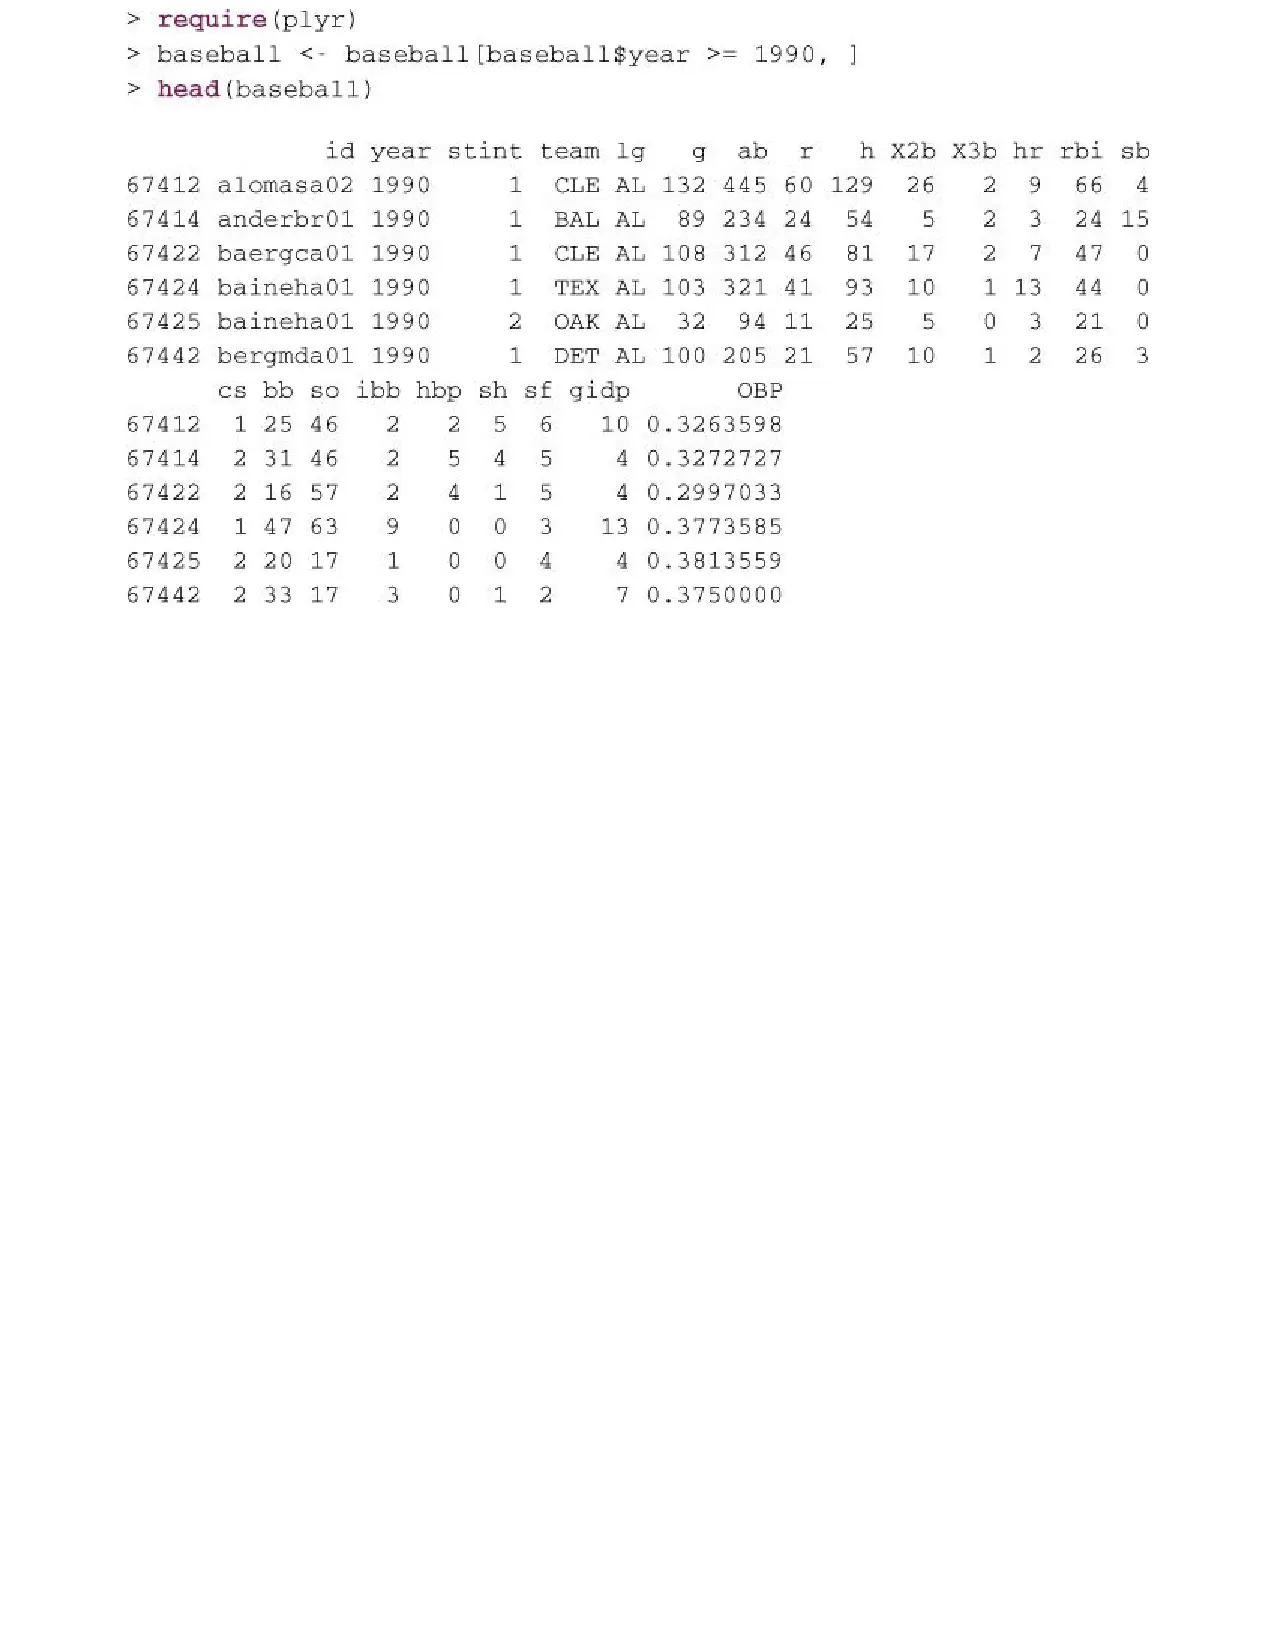 > require(plyr)
> baseball <- baseball[baseball$year >= 1990, ]
> head(baseball)
id year stint team lg g ab r h X2b X3b hr rbi sb
67412 alomasa02 1990 1 CLE AL 132 445 60 129 26 2 9 66 4
67414 anderbr01 1990 1 BAL AL 89 234 24 54 5 2 3 24 15
67422 baergca01 1990 1 CLE AL 108 312 46 81 17 2 7 47 0
67424 baineha01 1990 1 TEX AL 103 321 41 93 10 1 13 44 0
67425 baineha01 1990 2 OAK AL 32 94 11 25 5 0 3 21 0
67442 bergmda01 1990 1 DET AL 100 205 21 57 10 1 2 26 3
cs bb so ibb hbp sh sf gidp OBP
67412 1 25 46 2 2 5 6 10 0.3263598
67414 2 31 46 2 5 4 5 4 0.3272727
67422 2 16 57 2 4 1 5 4 0.2997033
67424 1 47 63 9 0 0 3 13 0.3773585
67425 2 20 17 1 0 0 4 4 0.3813559
67442 2 33 17 3 0 1 2 7 0.3750000